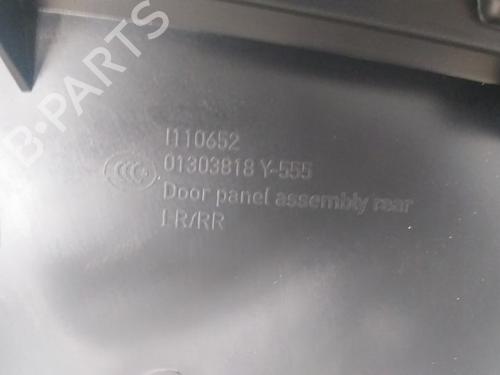 B-PARTS
I110652
01303818 Y-555
Door panel assembly rear
LR/RR